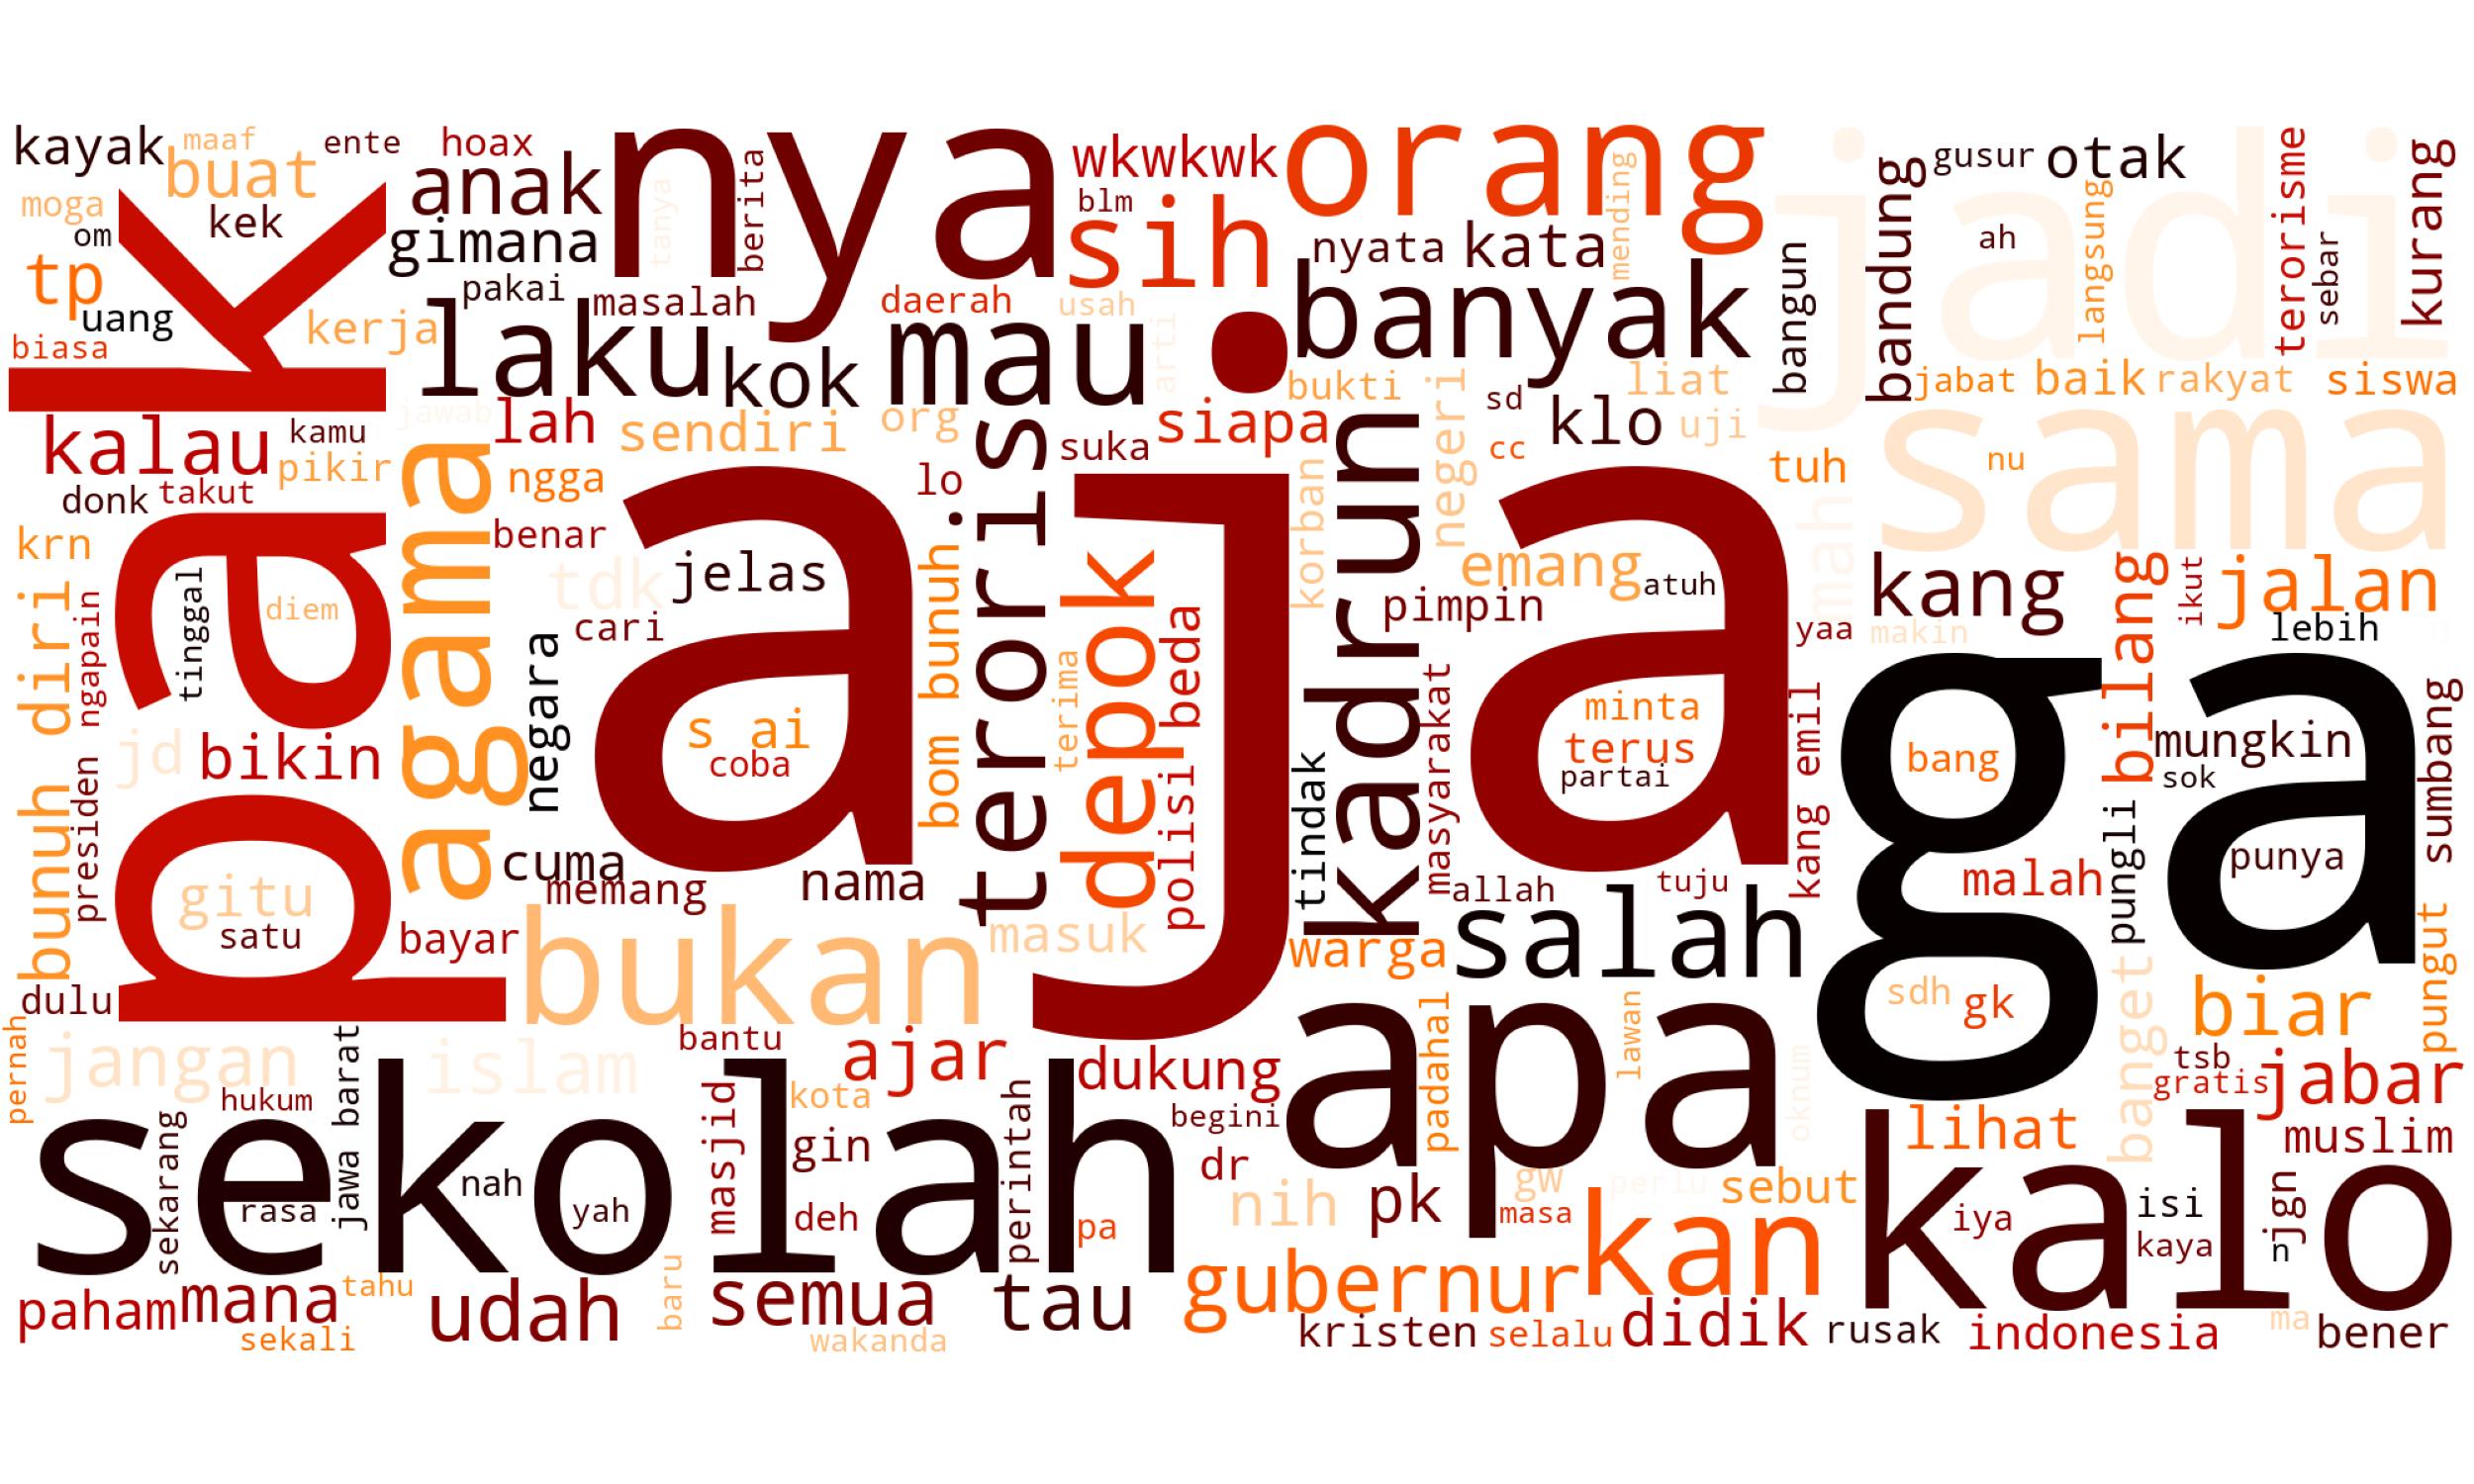 kayak
maaf
ente
hoax
buat
moga
kek
om
tp
uang
biasa
kerja
pak
anak
gimana
nya
tanya
berita
wkwkwk
blm
sih
orang
mending
nyata
kata
pakai
masalah
daerah
usah
arti
laku
kok
mau
banyak
bangun
bandung
gusur
otak
jadi
ah
langsung
terorisme
sebar
kurang
jabat
baik
rakyat
siswa
sama
nu
kalau
kamu
pikir
donk
takut
krn
jawab
lah
sendiri
org
siapa
suka
bukti
negeri
sd
cc
klo
liat
uji
tuh
agama
ngga
benar
lo
teroris
aja
kadrun
korban
mah
tdk
jelas
cari
negara
s ai
coba
bom bunuh
terima
depok
beda
polisi
emang
atuh
pimpin
yaa
makin
kang
bilang
ikut
jalan
lebih
bunuh diri
ngapain
presiden
tinggal
diem
jd
bikin
gitu
satu
bayar
cuma
memang
nama
tindak
masyarakat
minta
terus
partai
kang emil
ga
bang
mungkin
sok
sumbang
punya
pungli
malah
pungut
allah
tuju
bukan
masuk
warga
salah
sdh
gk
banget
biar
dulu
pernah
jangan
jawa barat
islam
bantu
ajar
dukung
begini
padahal
lawan
oknum
apa
tsb
gratis
jabar
sekolah
sekarang
hukum
rasa
nah
yah
masjid
kota
gin
deh
perintah
pa
dr
nih
pk
gw
masa
perlu
sebut
lihat
muslim
kalo
iya
isi
kaya
jgn
n
paham
mana
tahu
sekali
udah
baru
semua
wakanda
tau
gubernur
kan
kristen
selalu
didik
rusak
indonesia
ma
bener